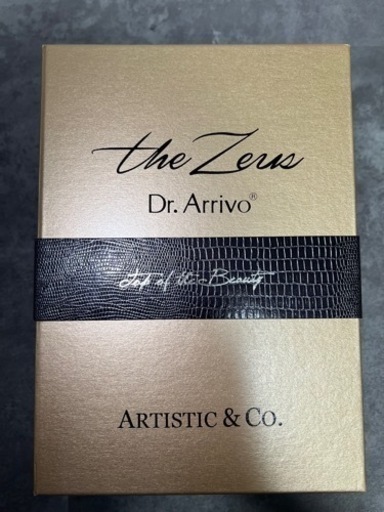 the Zeus
Dr. Arrivo®
top of the Beauty
ARTISTIC & CO.